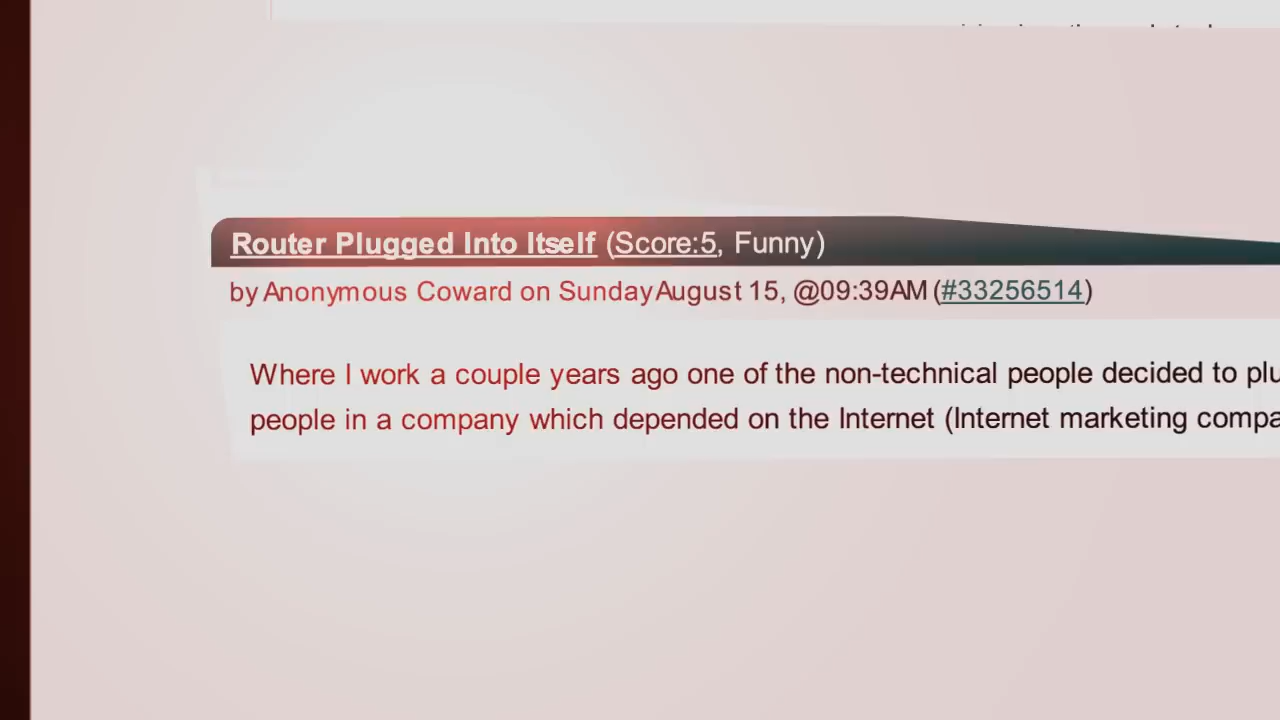 Router Plugged Into Itself (Score:5, Funny)
by Anonymous Coward on Sunday August 15, @09:39AM (#33256514)
Where I work a couple years ago one of the non-technical people decided to plu
people in a company which depended on the Internet (Internet marketing compa